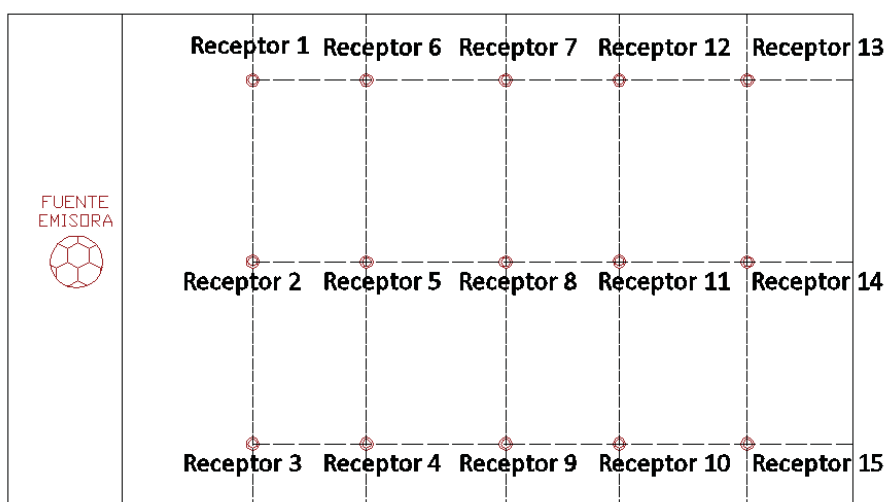 Receptor 1 Receptor 6 Receptor 7 Receptor 12 Receptor 13
FUENTE
EMISORA
Receptor 2 Receptor 5 Receptor 8 Receptor 11 Receptor 14
Receptor 3 Receptor 4 Receptor 9 Receptor 10 Receptor 15